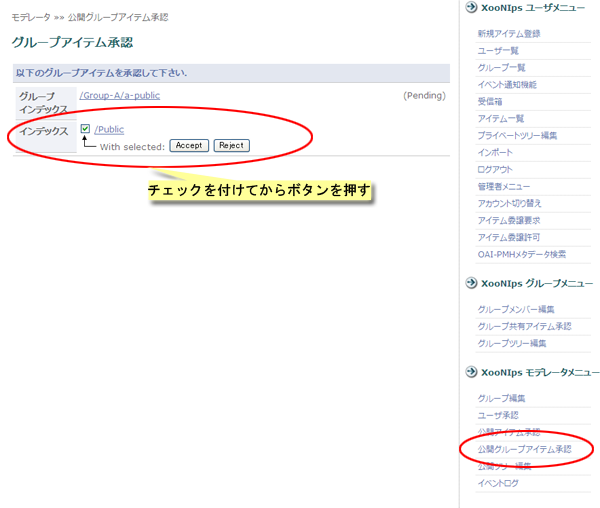 モデレータ »» 公開グループアイテム承認
グループアイテム承認
以下のグループアイテムを承認して下さい.
グループ
インデックス
/Group-A/a-public
(Pending)
インデックス
/Public
With selected: Accept Reject
チェックを付けてからボタンを押す
XooNIps ユーザメニュー
新規アイテム登録
ユーザ一覧
グループ一覧
イベント通知機能
受信箱
アイテム一覧
プライベートツリー編集
インポート
ログアウト
管理者メニュー
アカウント切り替え
アイテム委譲要求
アイテム委譲許可
OAI-PMHメタデータ検索
XooNIps グループメニュー
グループメンバー編集
グループ共有アイテム承認
グループツリー編集
XooNIps モデレータメニュー
グループ編集
ユーザ承認
公開アイテム承認
公開グループアイテム承認
公開ツリー編集
イベントログ